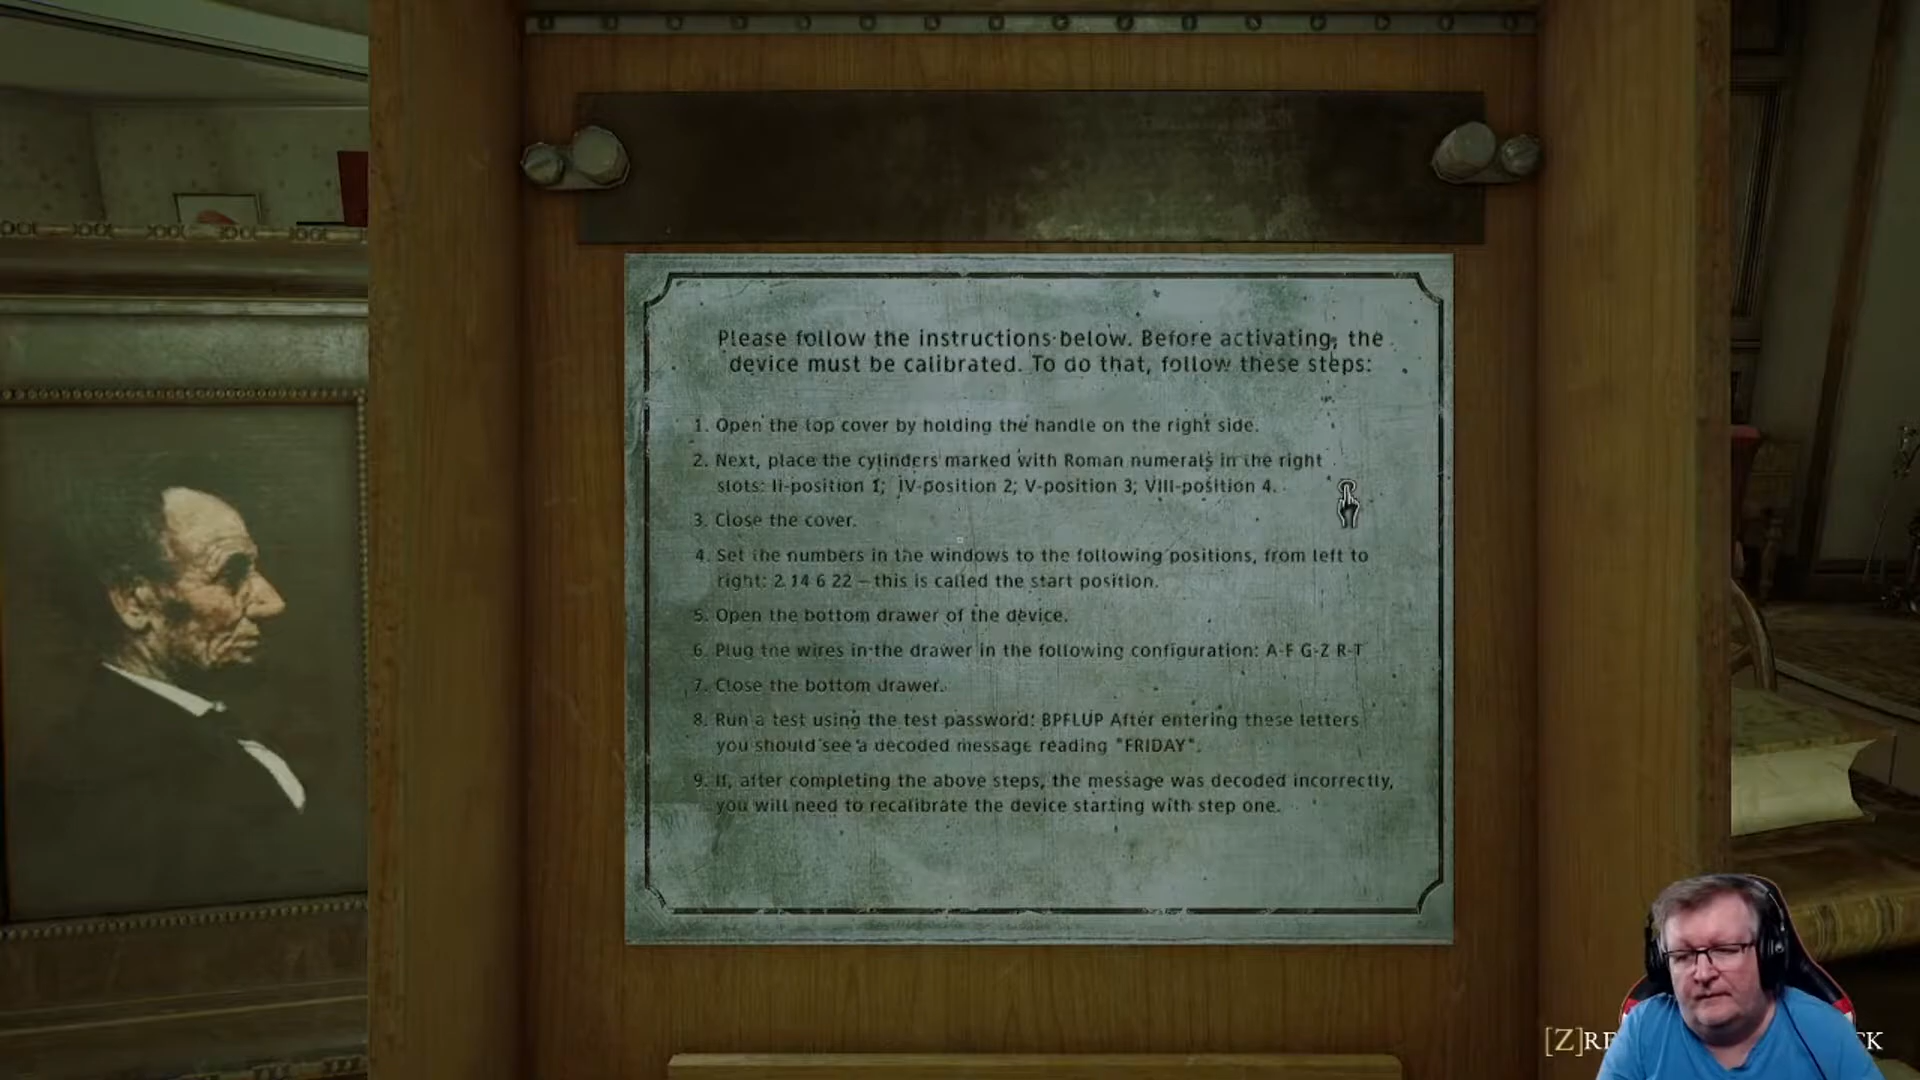 Please follow the instructions below. Before activating, the
device must be calibrated. To do that, follow these steps:
1. Open the top cover by holding the handle on the right side.
2. Next, place the cylinders marked with Roman numerals in the right
slots: II-position 1; IV-position 2; V-position 3; VIII-position 4.
3. Close the cover.
4. Set the numbers in the windows to the following positions, from left to
right: 2 14 6 22 – this is called the start position.
5. Open the bottom drawer of the device.
6. Plug the wires in the drawer in the following configuration: A-F G-Z R-T
7. Close the bottom drawer.
8. Run a test using the test password: BPFLUP After entering these letters
you should see a decoded message reading "FRIDAY".
9. If, after completing the above steps, the message was decoded incorrectly,
you will need to recalibrate the device starting with step one.
[Z]